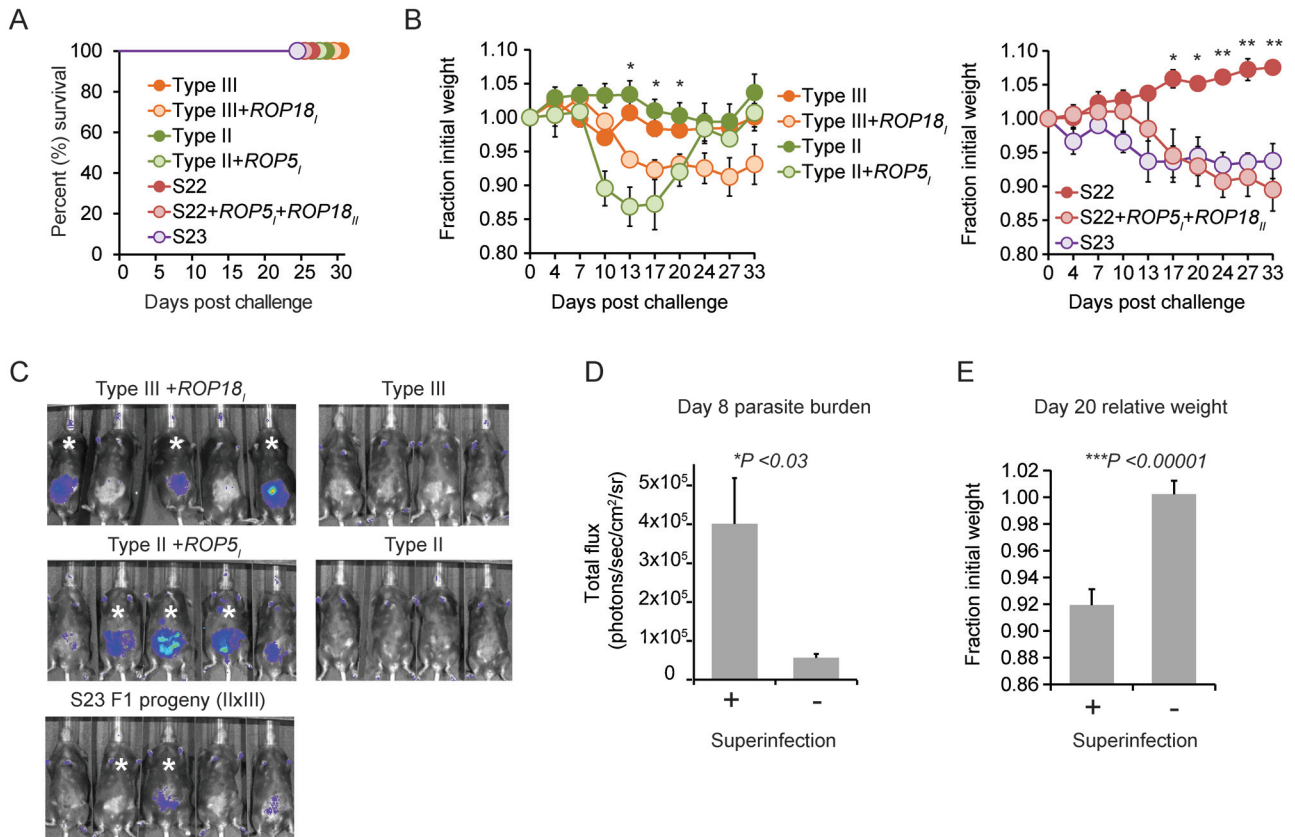 A
Percent (%) survival
100
80
60
40
20
0
Type III
Type III+ROP18I
Type II
Type II+ROP5I
S22
S22+ROP5I+ROP18II
S23
0 5 10 15 20 25 30
Days post challenge
B
Fraction initial weight
1.10
1.05
1.00
0.95
0.90
0.85
0.80
* * *
Type III
Type III+ROP18I
Type II
Type II+ROP5I
0 4 7 10 13 17 20 24 27 33
Days post challenge
Fraction initial weight
1.10
1.05
1.00
0.95
0.90
0.85
0.80
* * ** ** **
S22
S22+ROP5I+ROP18II
S23
0 4 7 10 13 17 20 24 27 33
Days post challenge
C
Type III +ROP18I
Type III
* * *
Type II +ROP5I
Type II
* * *
S23 F1 progeny (IIxIII)
* *
D
Day 8 parasite burden
*P <0.03
Total flux
(photons/sec/cm²/sr)
5x10⁵
4x10⁵
3x10⁵
2x10⁵
1x10⁵
0
+ -
Superinfection
E
Day 20 relative weight
***P <0.00001
Fraction initial weight
1.02
1.00
0.98
0.96
0.94
0.92
0.90
0.88
0.86
+ -
Superinfection